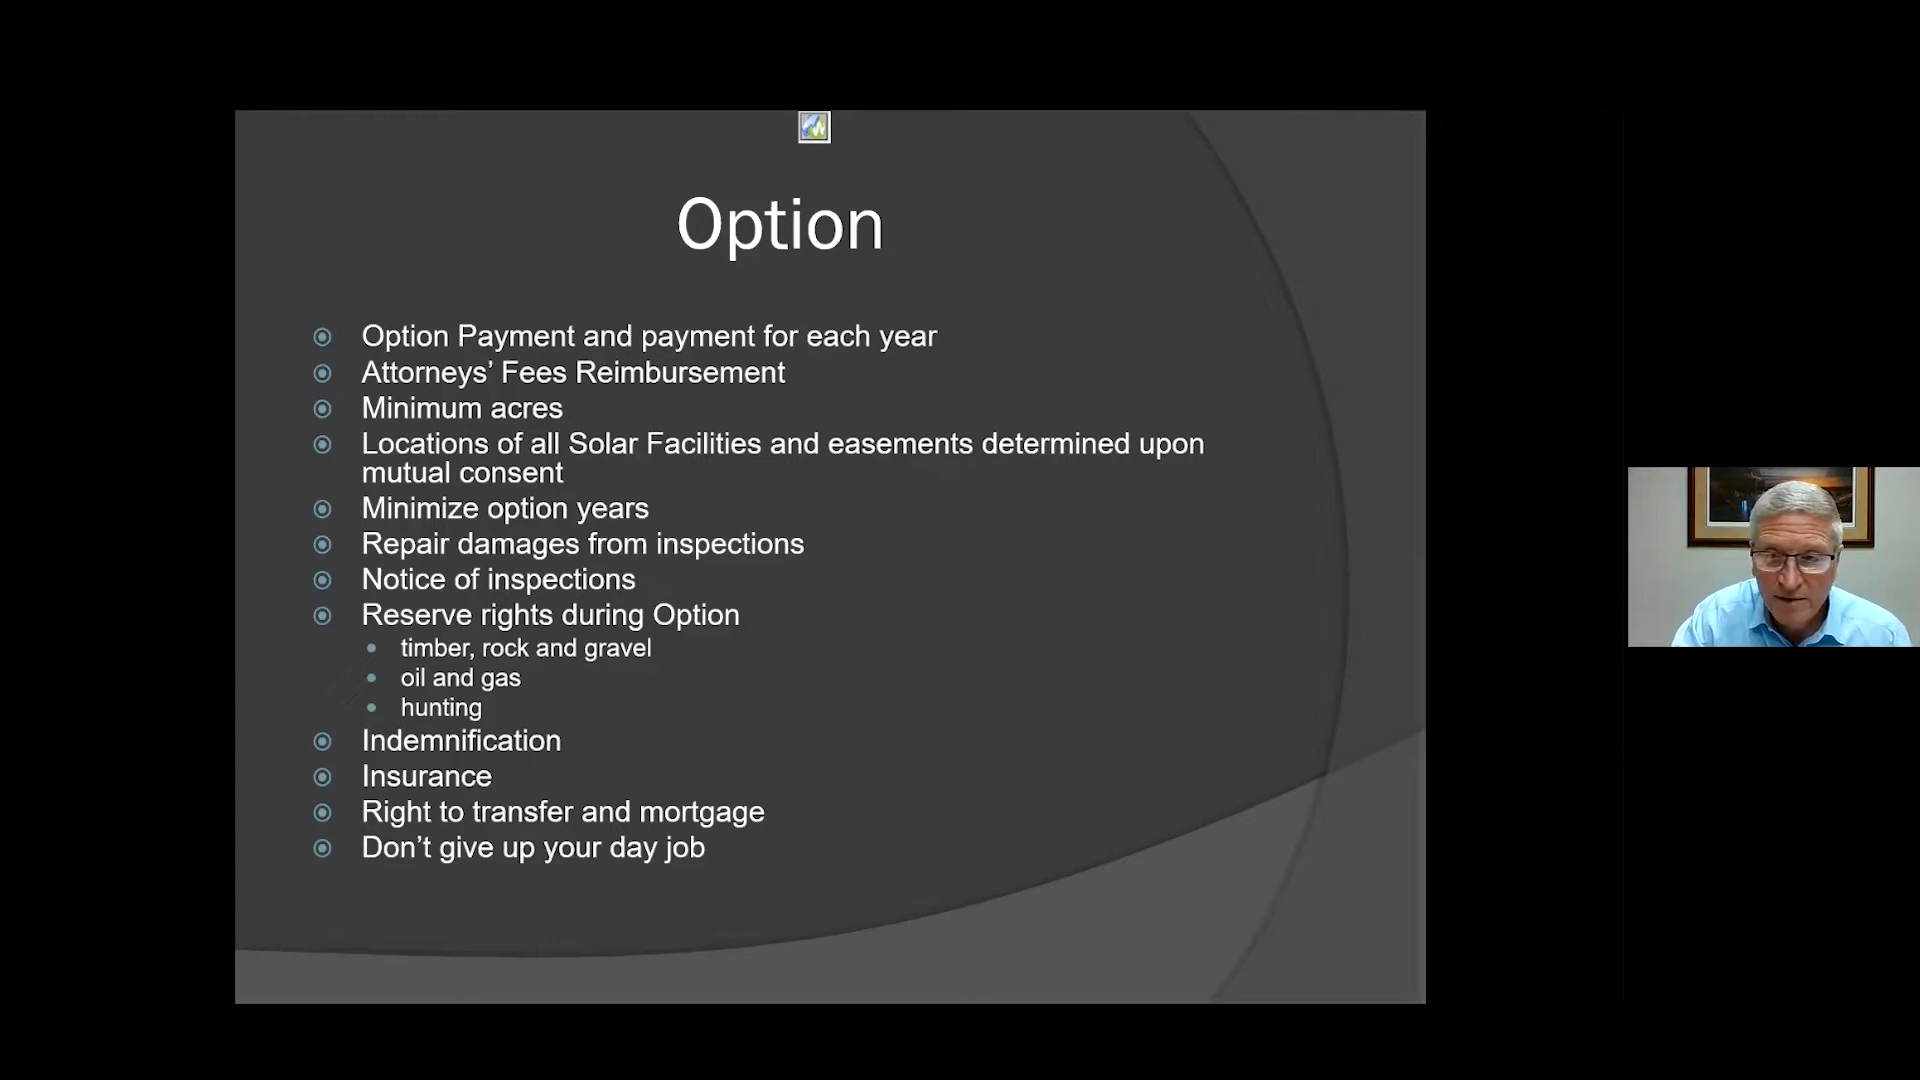 Option
Option Payment and payment for each year
Attorneys’ Fees Reimbursement
Minimum acres
Locations of all Solar Facilities and easements determined upon
mutual consent
Minimize option years
Repair damages from inspections
Notice of inspections
Reserve rights during Option
timber, rock and gravel
oil and gas
hunting
Indemnification
Insurance
Right to transfer and mortgage
Don’t give up your day job